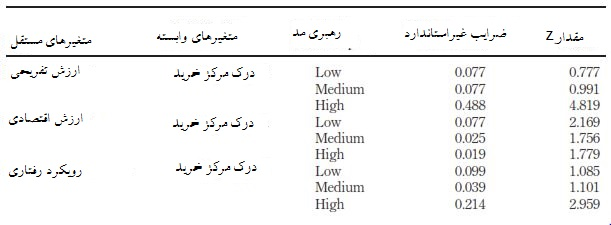 متغیرهای مستقل متغیرهای وابسته رهبری مد ضرایب غیراستاندارد مقدار Z
ارزش تفریحی درک مرکز خرید Low 0.077 0.777
Medium 0.077 0.991
High 0.488 4.819
ارزش اقتصادی درک مرکز خرید Low 0.077 2.169
Medium 0.025 1.756
High 0.019 1.779
رویکرد رفتاری درک مرکز خرید Low 0.099 1.085
Medium 0.039 1.101
High 0.214 2.959